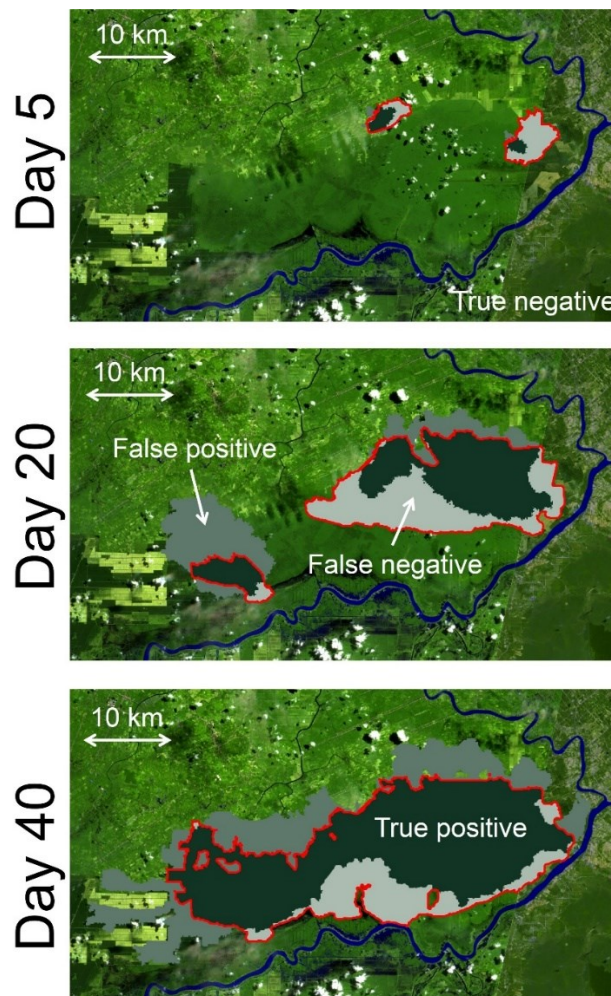 Day 5
10 km
True negative
Day 20
10 km
False positive
False negative
Day 40
10 km
True positive